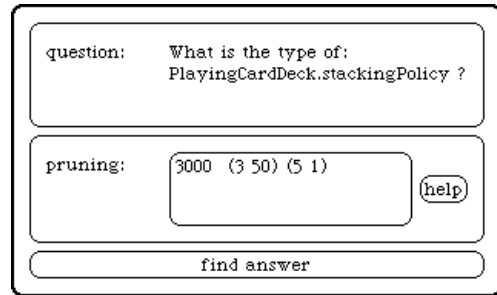 question: What is the type of:
PlayingCardDeck.stackingPolicy ?
pruning: 3000 (3 50) (5 1)
help
find answer